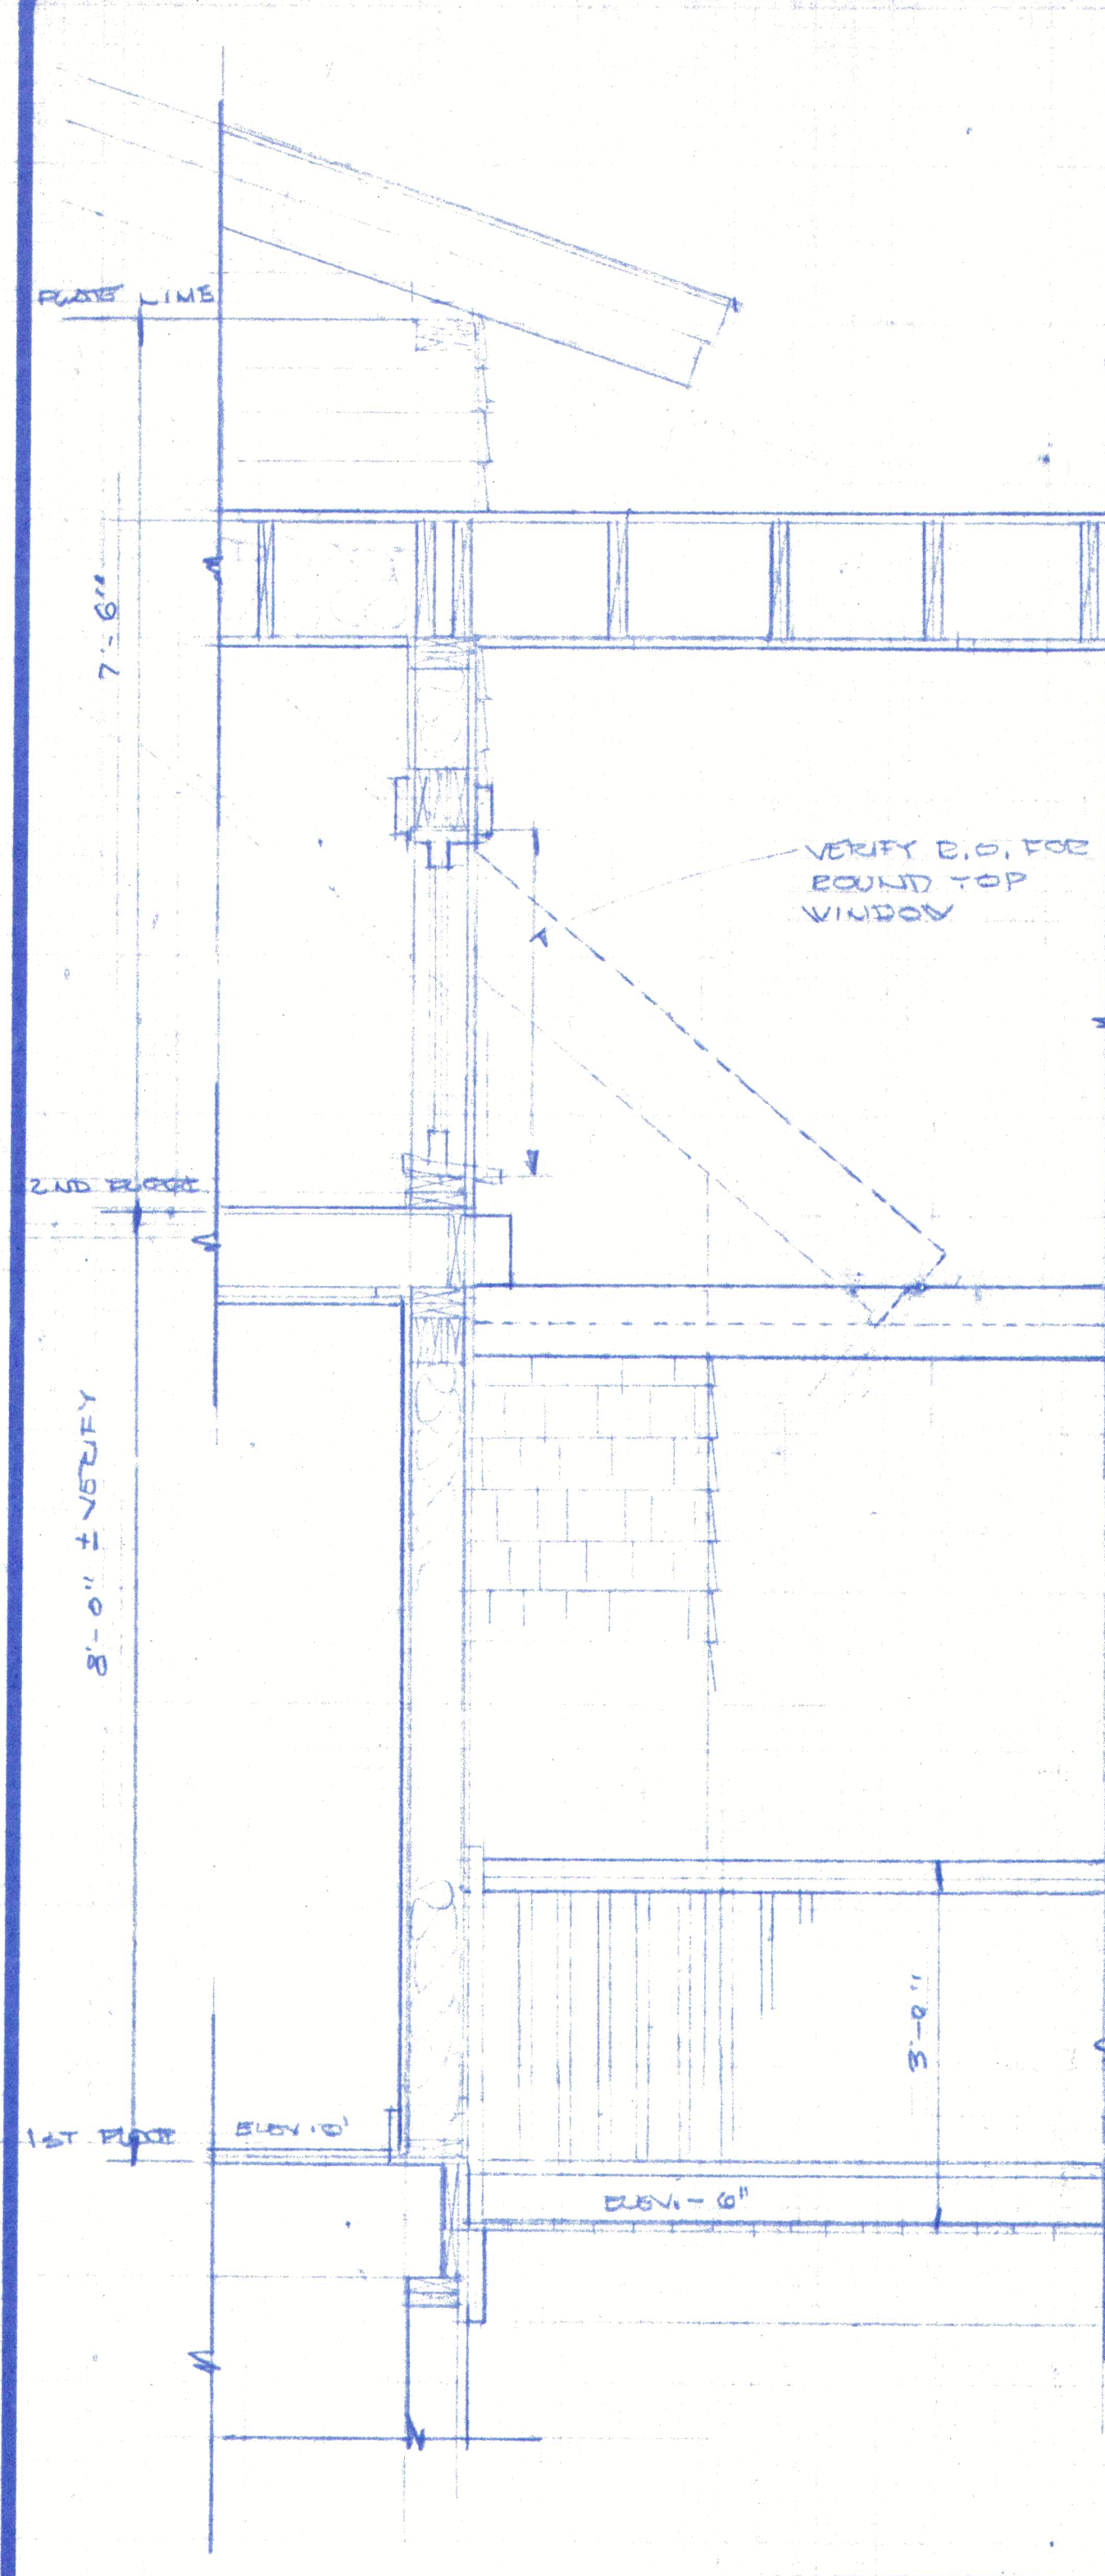 PLATE LINE
7'-6"
VERIFY R.O. FOR
ROUND TOP
WINDOW
2ND FLOOR
8'-0" ± VERIFY
3'-0"
1ST FLOOR
ELEV. 0'
ELEV. - 6"